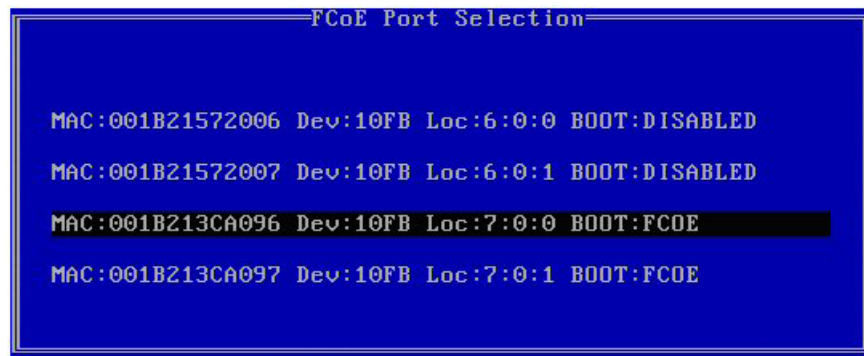 FCoE Port Selection
MAC:001B21572006 Dev:10FB Loc:6:0:0 BOOT:DISABLED
MAC:001B21572007 Dev:10FB Loc:6:0:1 BOOT:DISABLED
MAC:001B213CA096 Dev:10FB Loc:7:0:0 BOOT:FCOE
MAC:001B213CA097 Dev:10FB Loc:7:0:1 BOOT:FCOE